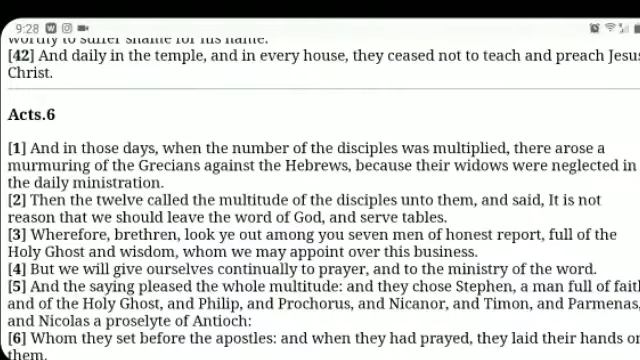 9:28
worthy to suffer shame for his name.
[42] And daily in the temple, and in every house, they ceased not to teach and preach Jesus
Christ.
Acts.6
[1] And in those days, when the number of the disciples was multiplied, there arose a
murmuring of the Grecians against the Hebrews, because their widows were neglected in
the daily ministration.
[2] Then the twelve called the multitude of the disciples unto them, and said, It is not
reason that we should leave the word of God, and serve tables.
[3] Wherefore, brethren, look ye out among you seven men of honest report, full of the
Holy Ghost and wisdom, whom we may appoint over this business.
[4] But we will give ourselves continually to prayer, and to the ministry of the word.
[5] And the saying pleased the whole multitude: and they chose Stephen, a man full of faith
and of the Holy Ghost, and Philip, and Prochorus, and Nicanor, and Timon, and Parmenas,
and Nicolas a proselyte of Antioch:
[6] Whom they set before the apostles: and when they had prayed, they laid their hands on
them.